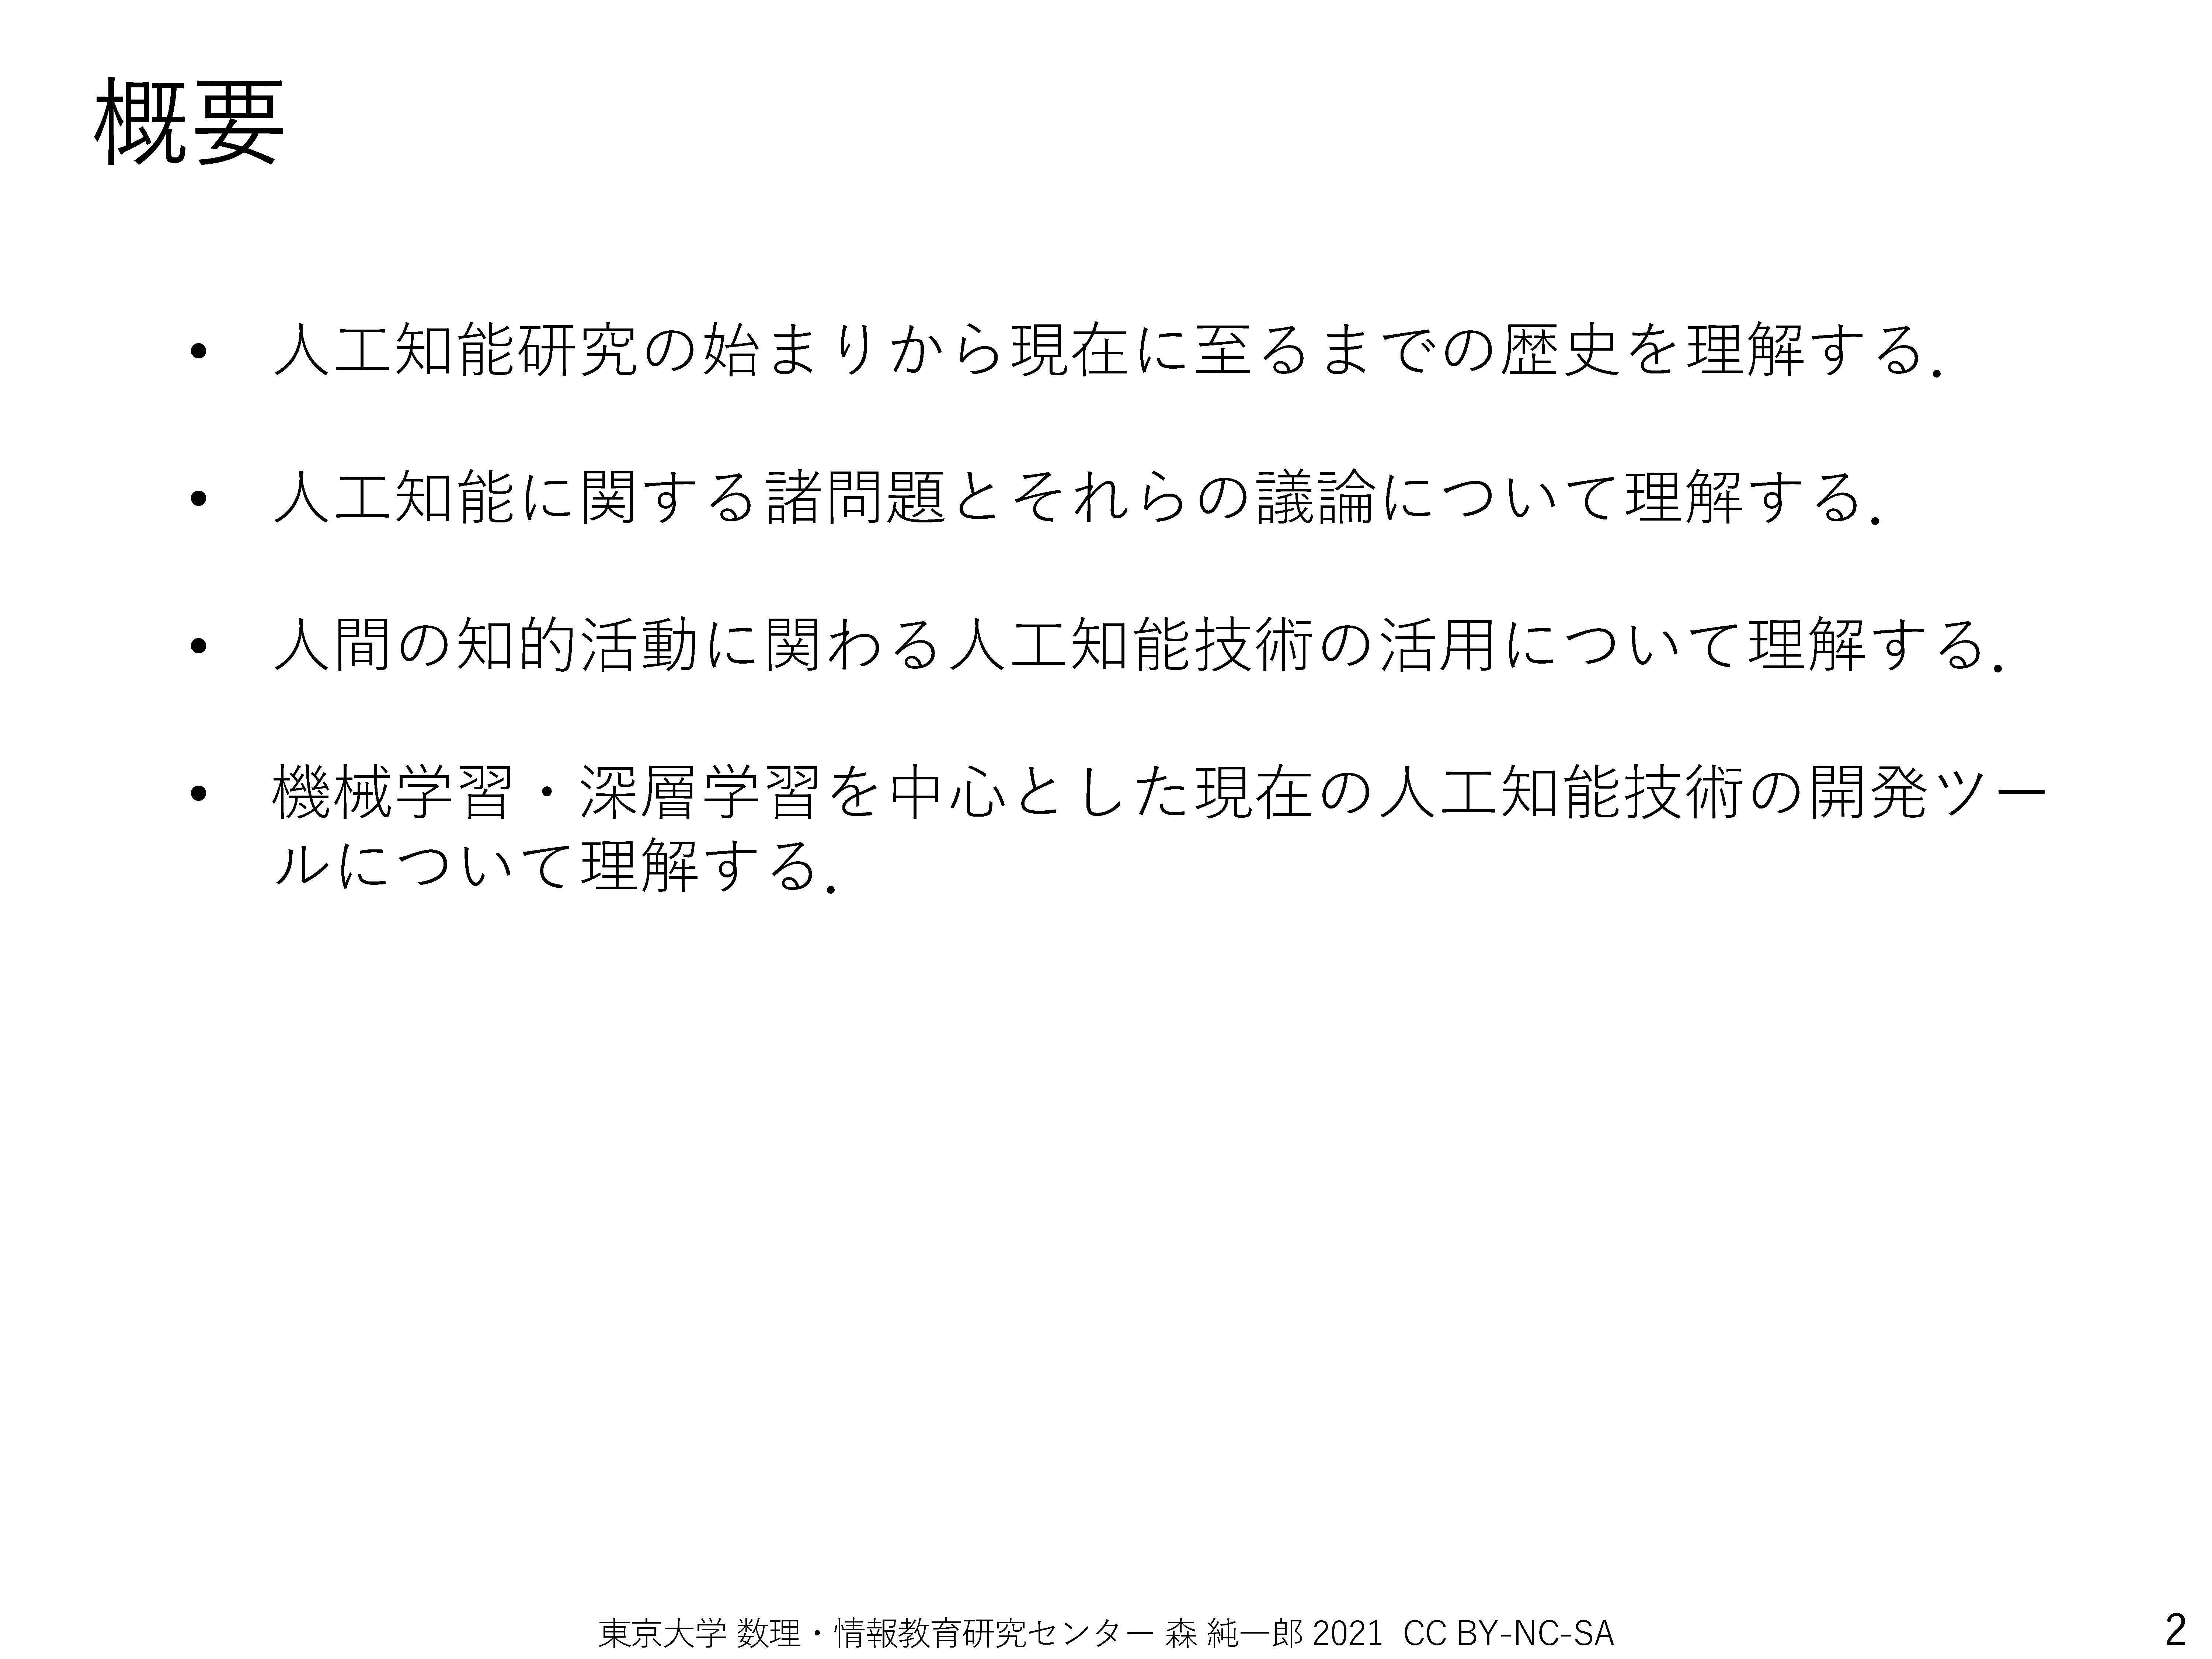 概要
• 人工知能研究の始まりから現在に至るまでの歴史を理解する．
• 人工知能に関する諸問題とそれらの議論について理解する．
• 人間の知的活動に関わる人工知能技術の活用について理解する．
• 機械学習・深層学習を中心とした現在の人工知能技術の開発ツー
ルについて理解する．
東京大学 数理・情報教育研究センター 森 純一郎 2021 CC BY-NC-SA
2